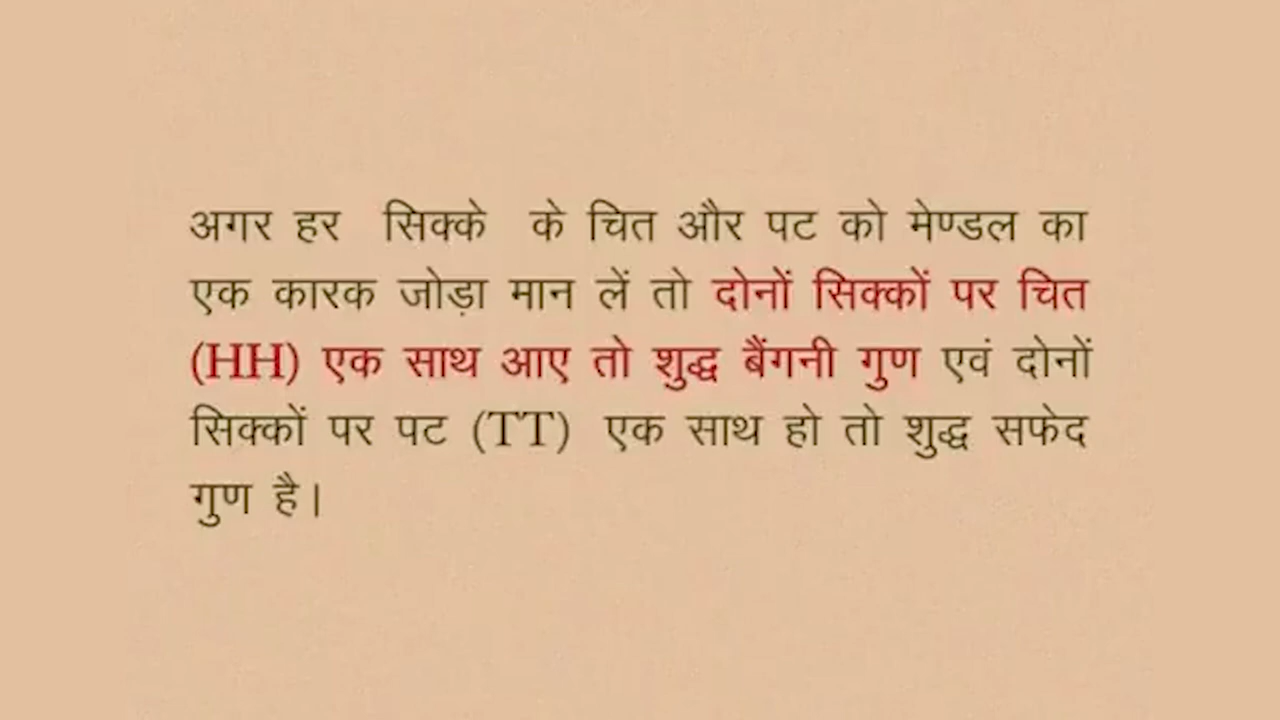 अगर हर सिक्के के चित और पट को मेण्डल का
एक कारक जोड़ा मान लें तो दोनों सिक्कों पर चित
(HH) एक साथ आए तो शुद्ध बैंगनी गुण एवं दोनों
सिक्कों पर पट (TT) एक साथ हो तो शुद्ध सफेद
गुण है।